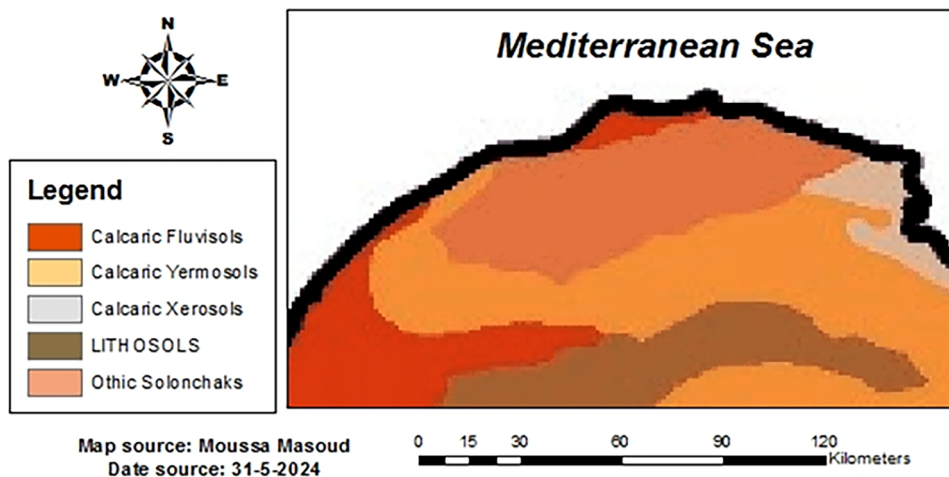 N
W E
S
Mediterranean Sea
Legend
Calcaric Fluvisols
Calcaric Yermosols
Calcaric Xerosols
LITHOSOLS
Othic Solonchaks
Map source: Moussa Masoud
Date source: 31-5-2024
0 15 30 60 90 120
Kilometers